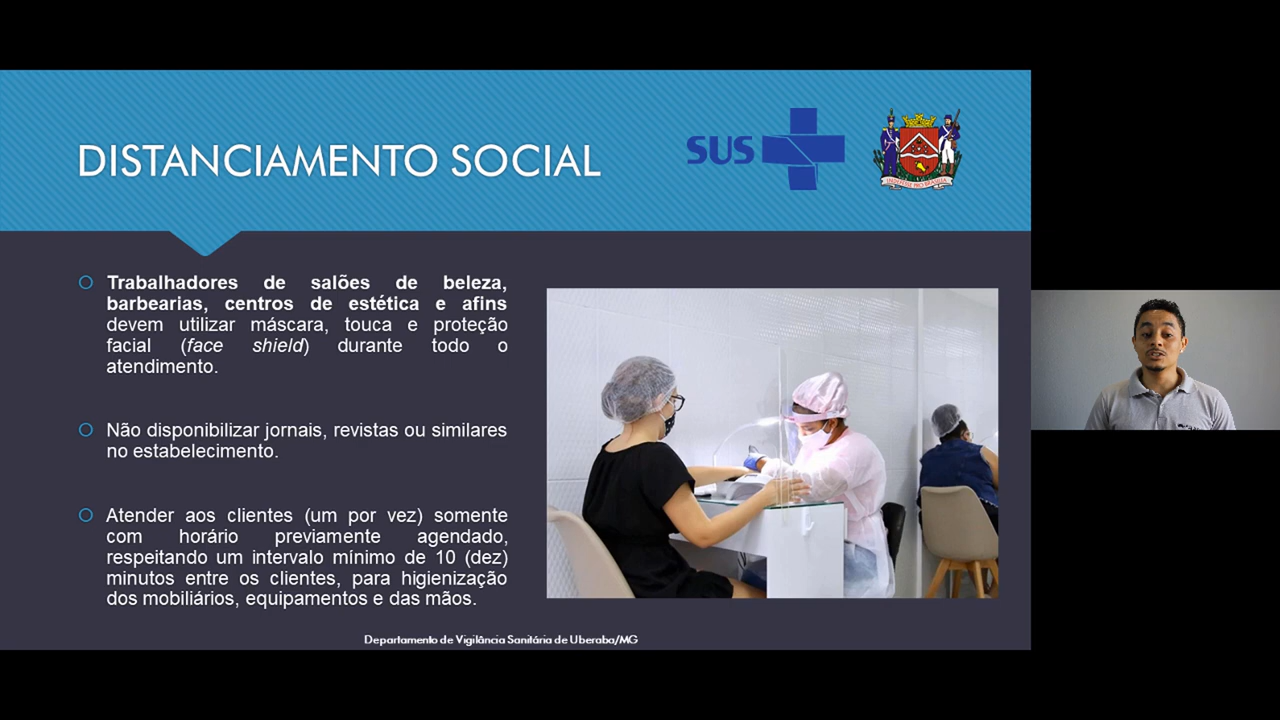 DISTANCIAMENTO SOCIAL
SUS
Trabalhadores de salões de beleza,
barbearias, centros de estética e afins
devem utilizar máscara, touca e proteção
facial (face shield) durante todo o
atendimento.
Não disponibilizar jornais, revistas ou similares
no estabelecimento.
Atender aos clientes (um por vez) somente
com horário previamente agendado,
respeitando um intervalo mínimo de 10 (dez)
minutos entre os clientes, para higienização
dos mobiliários, equipamentos e das mãos.
Departamento de Vigilância Sanitária de Uberaba/MG